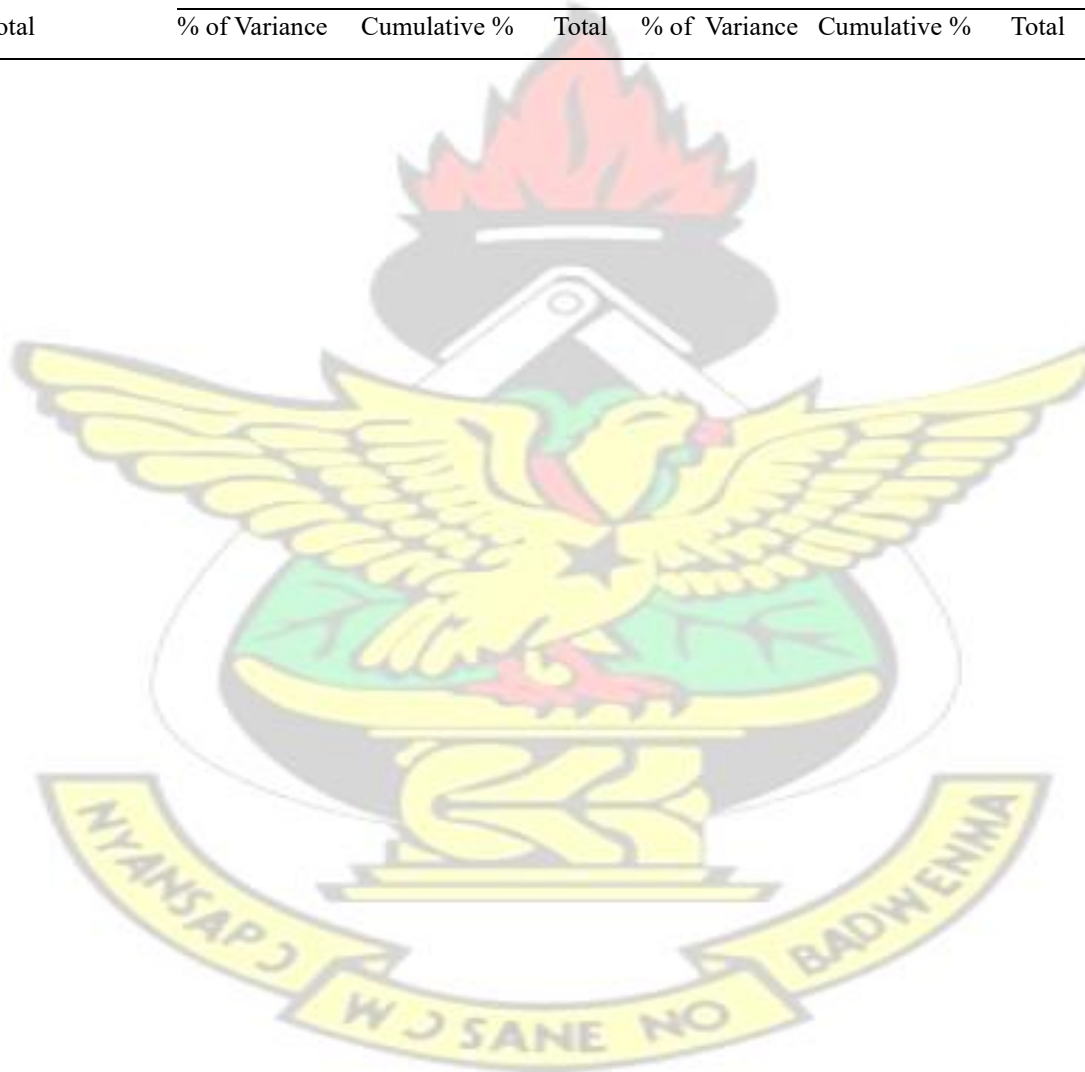 otal % of Variance Cumulative % Total % of Variance Cumulative % Total
NYANSAPƆ
WƆSANE NO
BADWENMA